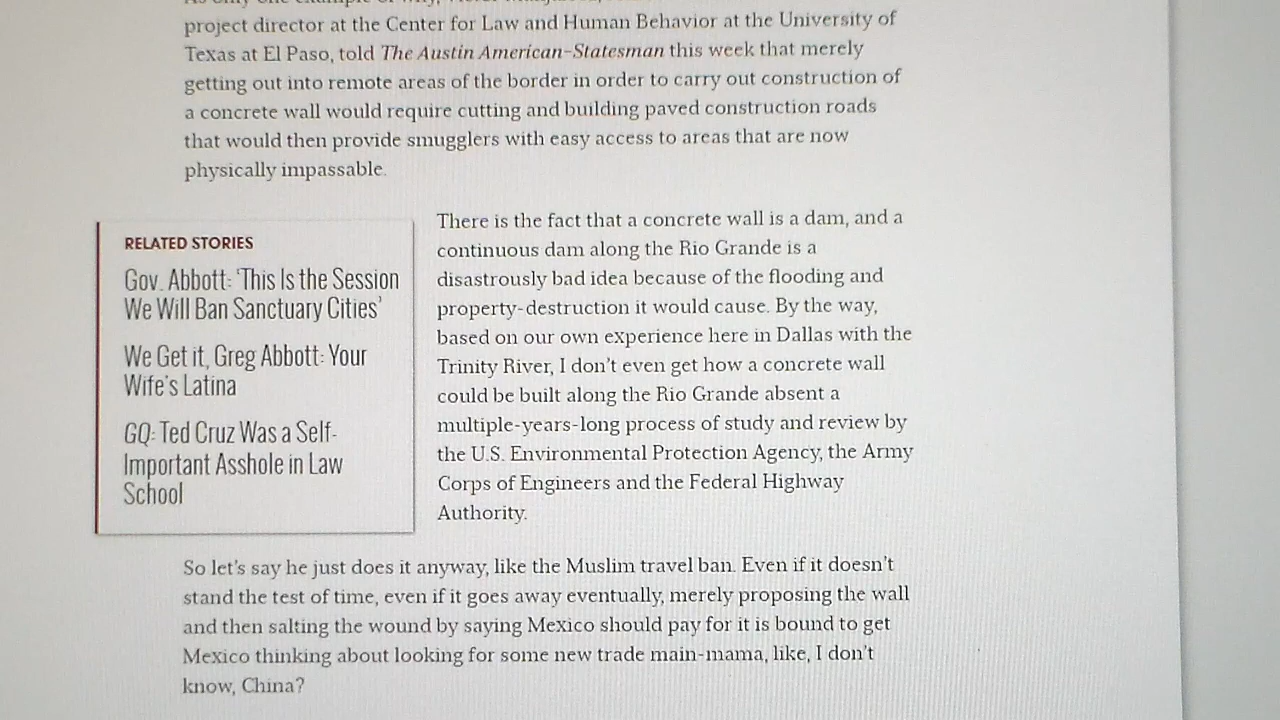 project director at the Center for Law and Human Behavior at the University of
Texas at El Paso, told The Austin American-Statesman this week that merely
getting out into remote areas of the border in order to carry out construction of
a concrete wall would require cutting and building paved construction roads
that would then provide smugglers with easy access to areas that are now
physically impassable.
RELATED STORIES
Gov. Abbott: ‘This Is the Session
We Will Ban Sanctuary Cities’
We Get it, Greg Abbott: Your
Wife’s Latina
GQ: Ted Cruz Was a Self-
Important Asshole in Law
School
There is the fact that a concrete wall is a dam, and a
continuous dam along the Rio Grande is a
disastrously bad idea because of the flooding and
property-destruction it would cause. By the way,
based on our own experience here in Dallas with the
Trinity River, I don’t even get how a concrete wall
could be built along the Rio Grande absent a
multiple-years-long process of study and review by
the U.S. Environmental Protection Agency, the Army
Corps of Engineers and the Federal Highway
Authority.
So let’s say he just does it anyway, like the Muslim travel ban. Even if it doesn’t
stand the test of time, even if it goes away eventually, merely proposing the wall
and then salting the wound by saying Mexico should pay for it is bound to get
Mexico thinking about looking for some new trade main-mama, like, I don’t
know, China?